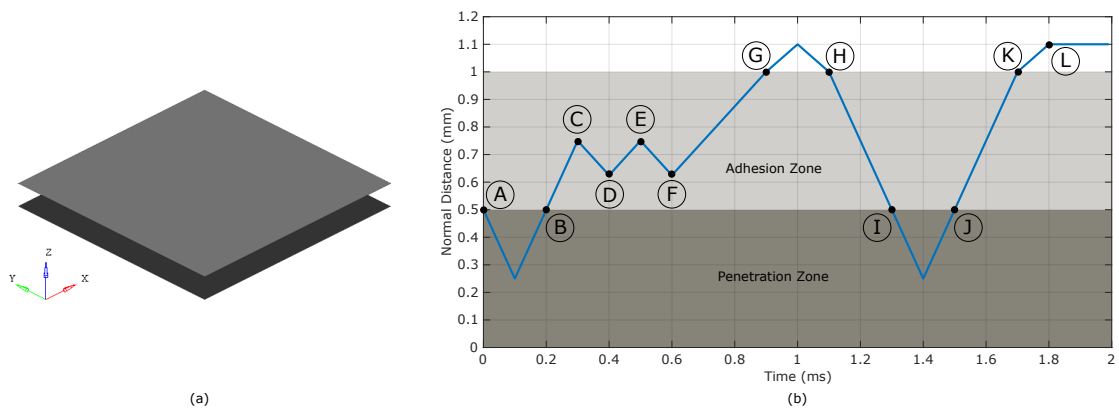 Z
Y
X
(a)
Normal Distance (mm)
1.2
1.1
1
0.9
0.8
0.7
0.6
0.5
0.4
0.3
0.2
0.1
0
A
B
C
D
E
F
G
H
I
J
K
L
Adhesion Zone
Penetration Zone
0
0.2
0.4
0.6
0.8
1
1.2
1.4
1.6
1.8
2
Time (ms)
(b)